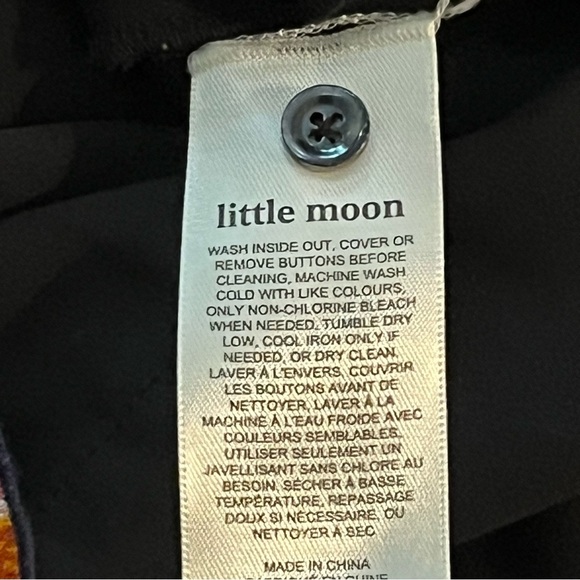 little moon
WASH INSIDE OUT, COVER OR
REMOVE BUTTONS BEFORE
CLEANING, MACHINE WASH
COLD WITH LIKE COLOURS,
ONLY NON-CHLORINE BLEACH
WHEN NEEDED, TUMBLE DRY
LOW, COOL IRON ONLY IF
NEEDED, OR DRY CLEAN.
LAVER À L'ENVERS, COUVRIR
LES BOUTONS AVANT DE
NETTOYER, LAVER À LA
MACHINE À L'EAU FROIDE AVEC
COULEURS SEMBLABLES,
UTILISER SEULEMENT UN
JAVELLISANT SANS CHLORE AU
BESOIN, SÉCHER À BASSE
TEMPÉRATURE, REPASSAGE
DOUX SI NÉCESSAIRE, OU
NETTOYER À SEC
MADE IN CHINA